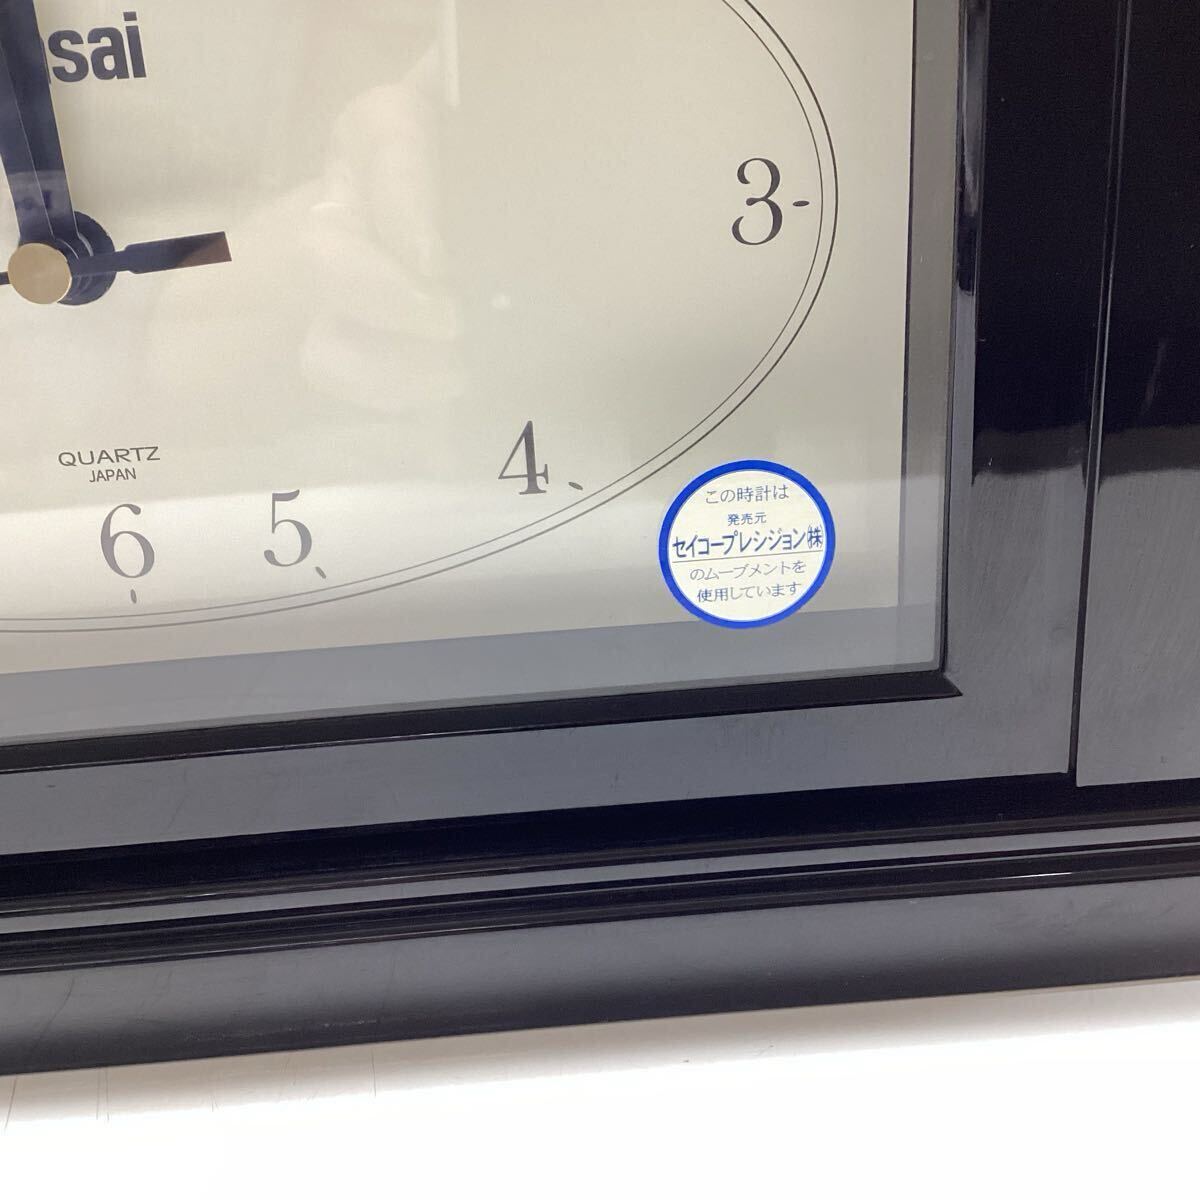 sai
3
4
5
6
QUARTZ
JAPAN
この時計は
発売元
セイコープレシジョン㈱
のムーブメントを
使用しています